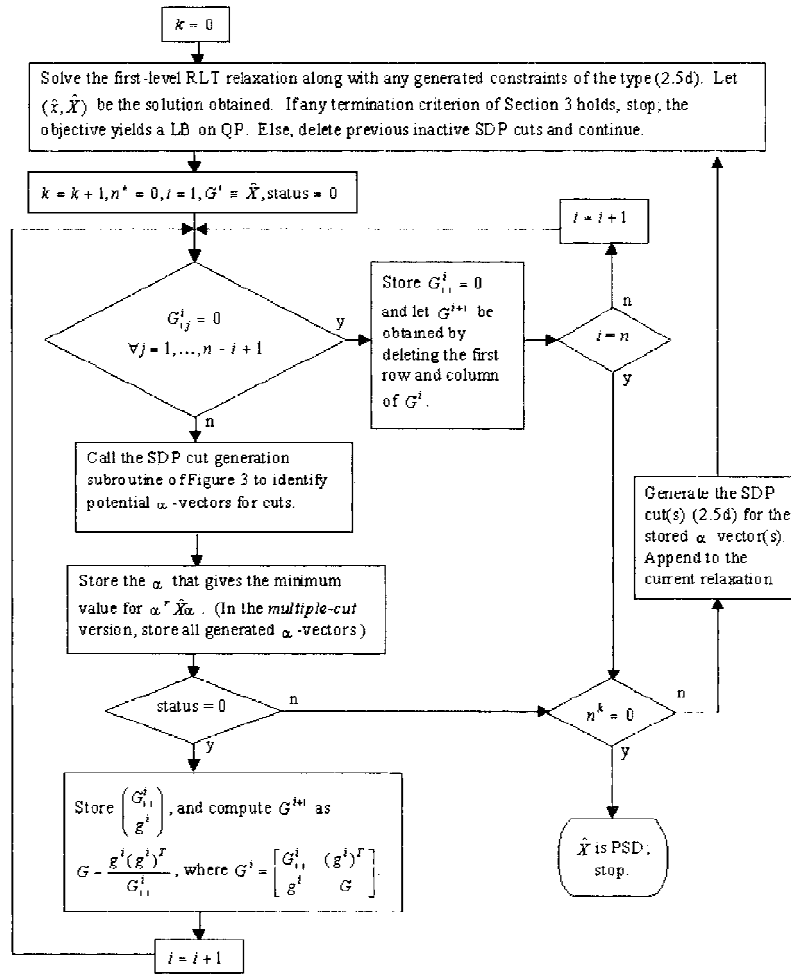 k = 0
Solve the first-level RLT relaxation along with any generated constraints of the type (2.5d). Let
(x̂, X̂) be the solution obtained. If any termination criterion of Section 3 holds, stop; the
objective yields a LB on QP. Else, delete previous inactive SDP cuts and continue.
k = k + 1, n^k = 0, i = 1, G^i ≡ X̂, status = 0
i = i + 1
G^i_{1j} = 0
∀j = 1,...,n - i + 1
y
n
Store G^i_{11} = 0
and let G^{i+1} be
obtained by
deleting the first
row and column
of G^i.
n
i = n
y
Call the SDP cut generation
subroutine of Figure 3 to identify
potential α -vectors for cuts.
Generate the SDP
cut(s) (2.5d) for the
stored α vector(s).
Append to the
current relaxation
Store the α that gives the minimum
value for α^T X̂α. (In the multiple-cut
version, store all generated α -vectors)
status = 0
n
y
n^k = 0
n
y
Store (G^i_{11} g^i), and compute G^{i+1} as
G - g^i(g^i)^T / G^i_{11}, where G^i = [G^i_{11} (g^i)^T g^i G].
X̂ is PSD;
stop.
i = i + 1